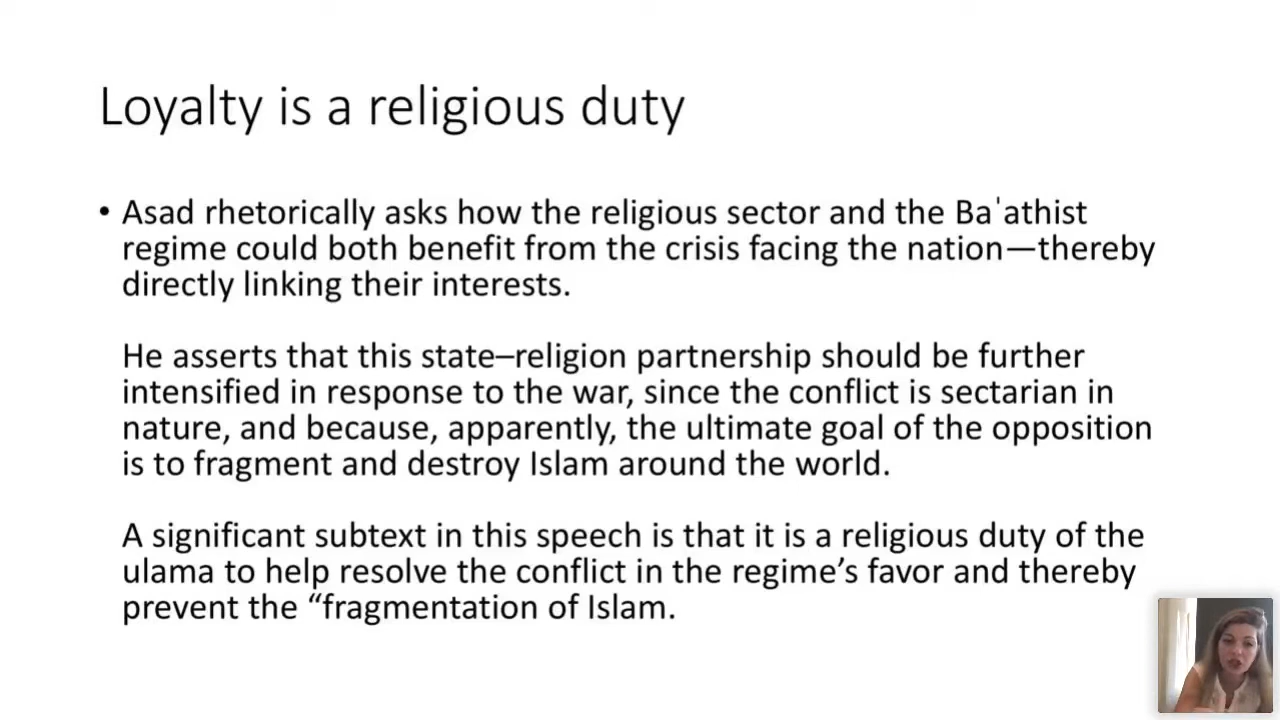 Loyalty is a religious duty
• Asad rhetorically asks how the religious sector and the Baˈathist
regime could both benefit from the crisis facing the nation—thereby
directly linking their interests.
He asserts that this state–religion partnership should be further
intensified in response to the war, since the conflict is sectarian in
nature, and because, apparently, the ultimate goal of the opposition
is to fragment and destroy Islam around the world.
A significant subtext in this speech is that it is a religious duty of the
ulama to help resolve the conflict in the regime’s favor and thereby
prevent the “fragmentation of Islam.